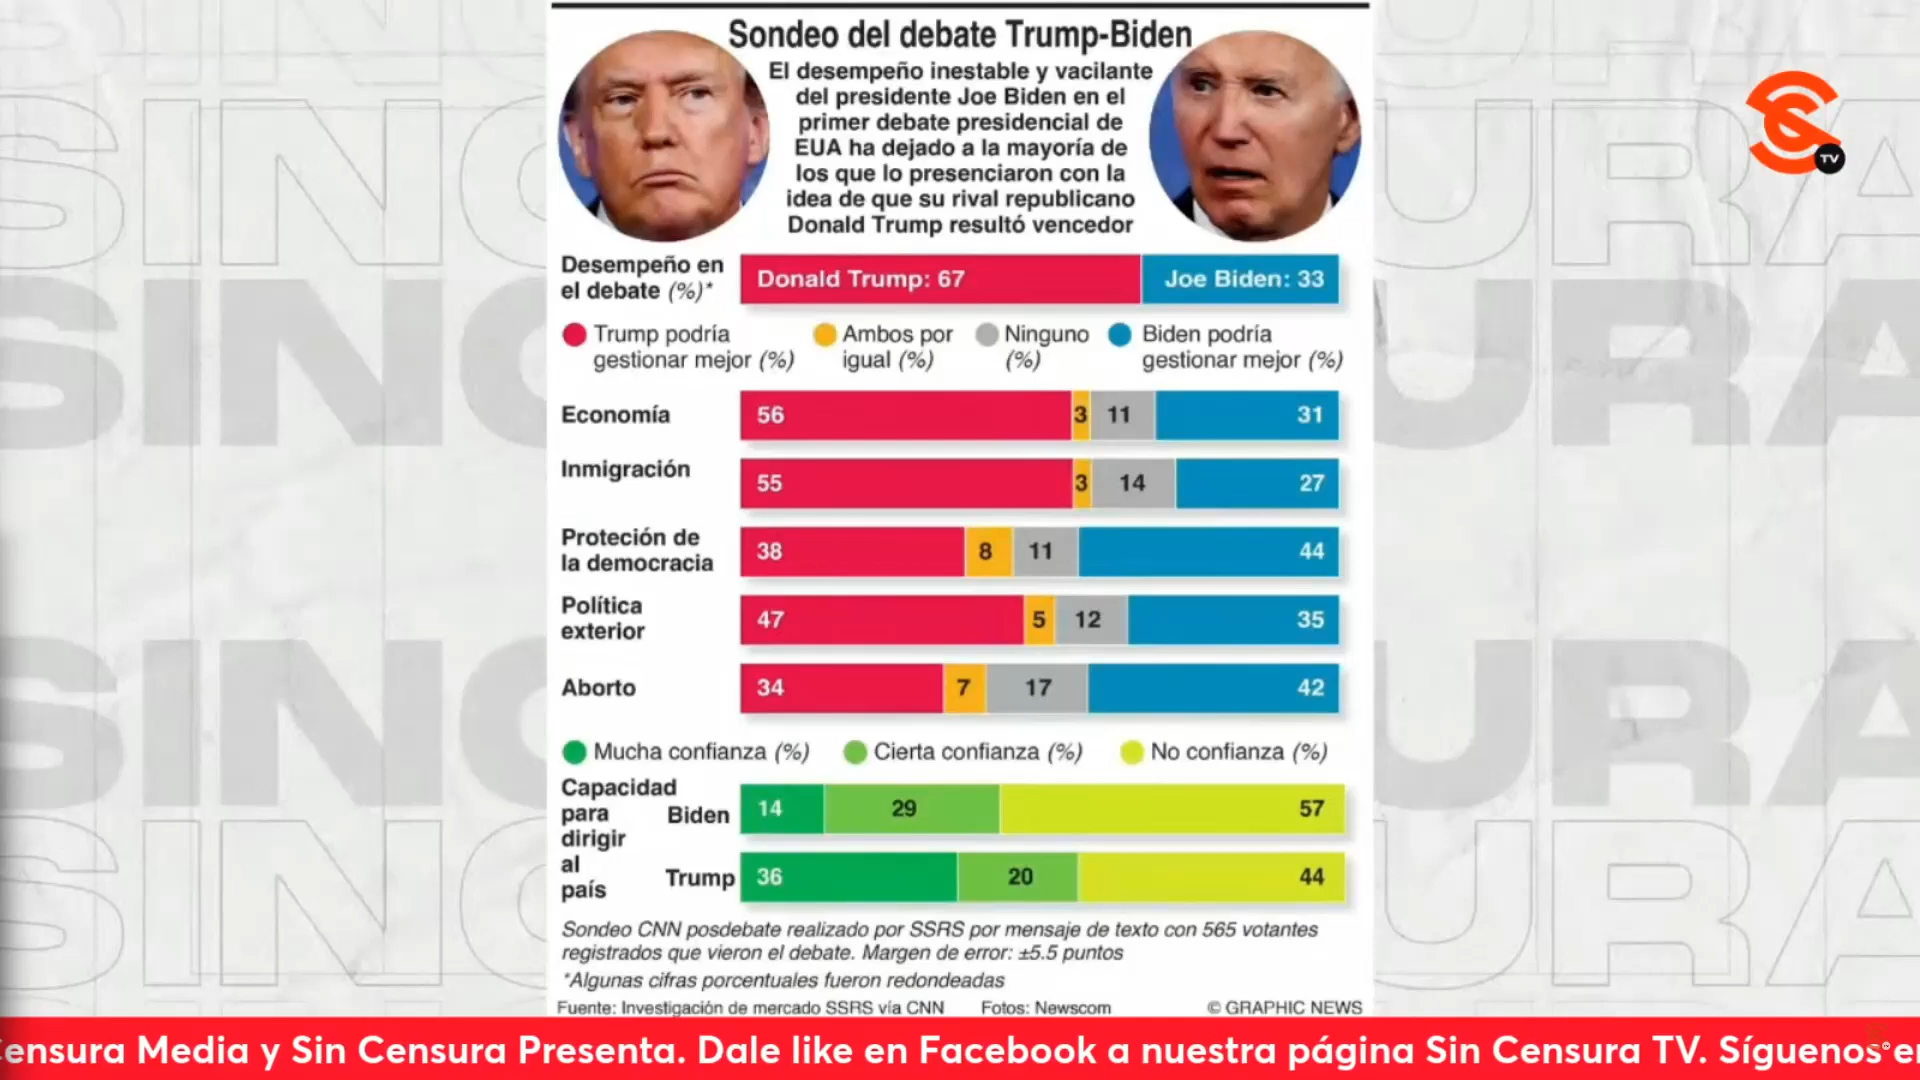 Sondeo del debate Trump-Biden
El desempeño inestable y vacilante
del presidente Joe Biden en el
primer debate presidencial de
EUA ha dejado a la mayoría de
los que lo presenciaron con la
idea de que su rival republicano
Donald Trump resultó vencedor
TV
Desempeño en
el debate (%)*
Donald Trump: 67
Joe Biden: 33
Trump podría
gestionar mejor (%)
Ambos por
igual (%)
Ninguno
(%)
Biden podría
gestionar mejor (%)
Economía
56 3 11 31
Inmigración
55 3 14 27
Proteción de
la democracia
38 8 11 44
Política
exterior
47 5 12 35
Aborto
34 7 17 42
Mucha confianza (%)
Cierta confianza (%)
No confianza (%)
Capacidad
para
dirigir
al
país
Biden
14 29 57
Trump
36 20 44
Sondeo CNN posdebate realizado por SSRS por mensaje de texto con 565 votantes
registrados que vieron el debate. Margen de error: ±5.5 puntos
*Algunas cifras porcentuales fueron redondeadas
Fuente: Investigación de mercado SSRS vía CNN Fotos: Newscom © GRAPHIC NEWS
SINC
URA
SINC
URA
SINC
URA
SINC
URA
ensura Media y Sin Censura Presenta. Dale like en Facebook a nuestra página Sin Censura TV. Síguenos